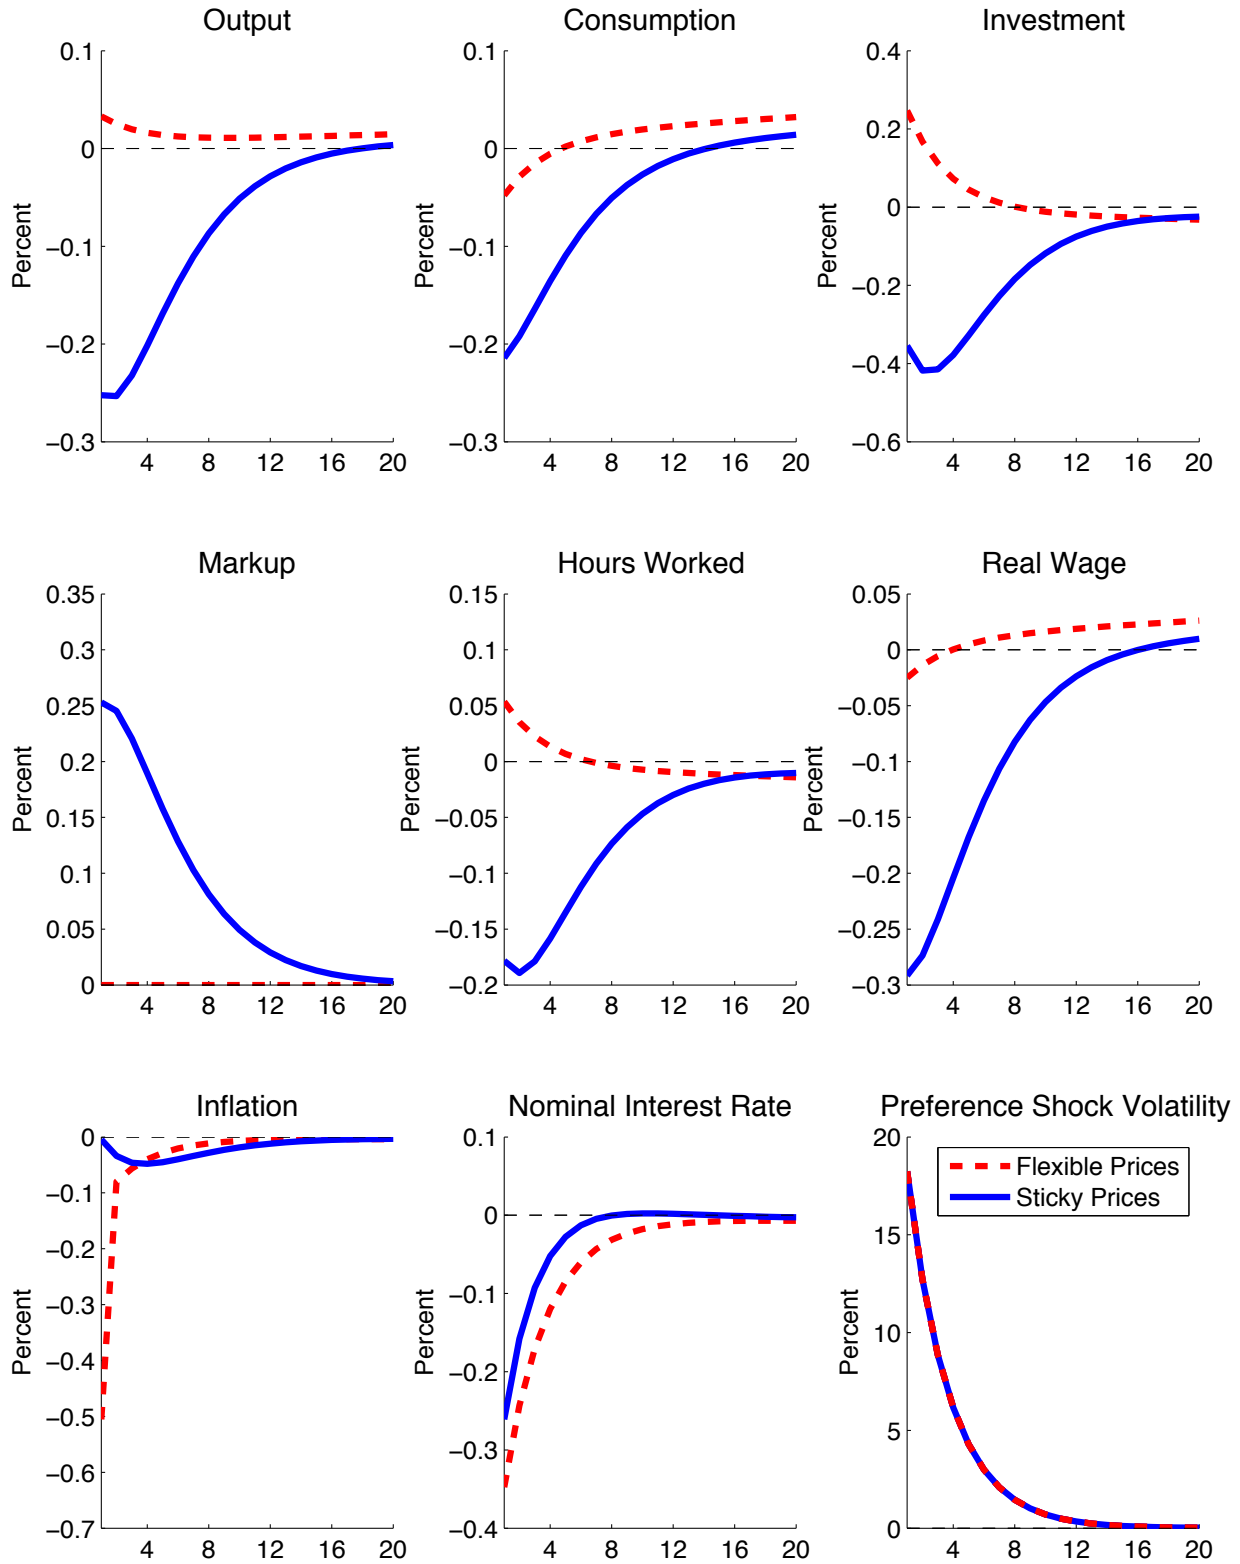 Output Consumption Investment
0.1 0.1 0.4
0.2
0 0
0
−0.1 −0.1
−0.2
−0.2 −0.2
−0.4
−0.3 −0.3 −0.6
Percent Percent Percent
4 8 12 16 20 4 8 12 16 20 4 8 12 16 20
Markup Hours Worked Real Wage
0.35 0.15 0.05
0.3 0.1 0
0.25 0.05 −0.05
0.2 0 −0.1
0.15 −0.05 −0.15
0.1 −0.1 −0.2
0.05 −0.15 −0.25
0 −0.2 −0.3
Percent Percent Percent
4 8 12 16 20 4 8 12 16 20 4 8 12 16 20
Inflation Nominal Interest Rate Preference Shock Volatility
0 0.1 20
Flexible Prices
Sticky Prices
−0.1 0 15
−0.2
−0.3 −0.1 10
−0.4 −0.2
−0.5 5
−0.6 −0.3
−0.7 −0.4 0
Percent Percent Percent
4 8 12 16 20 4 8 12 16 20 4 8 12 16 20